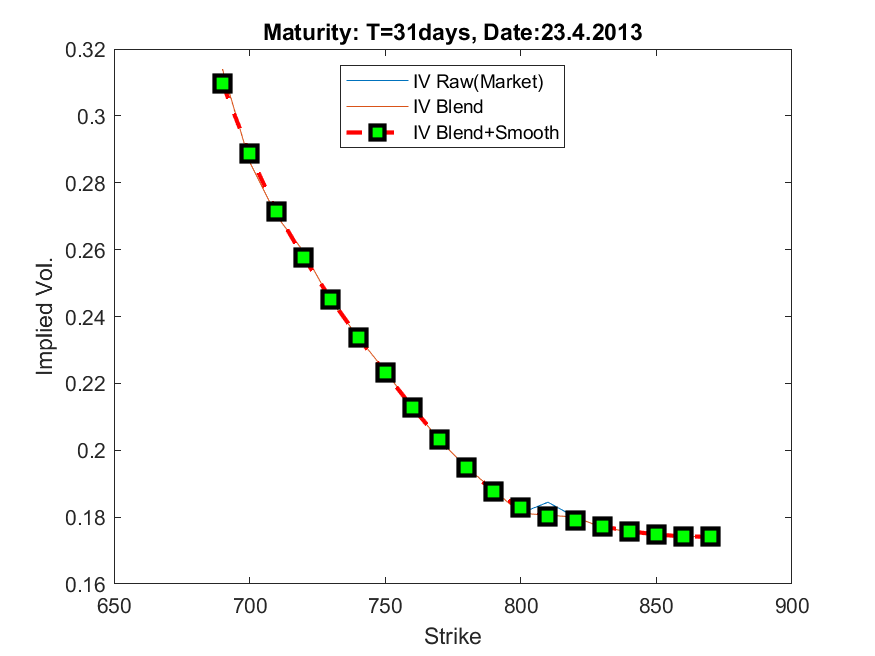 Maturity: T=31days, Date:23.4.2013
IV Raw(Market)
IV Blend
IV Blend+Smooth
Implied Vol.
0.32
0.3
0.28
0.26
0.24
0.22
0.2
0.18
0.16
650 700 750 800 850 900
Strike